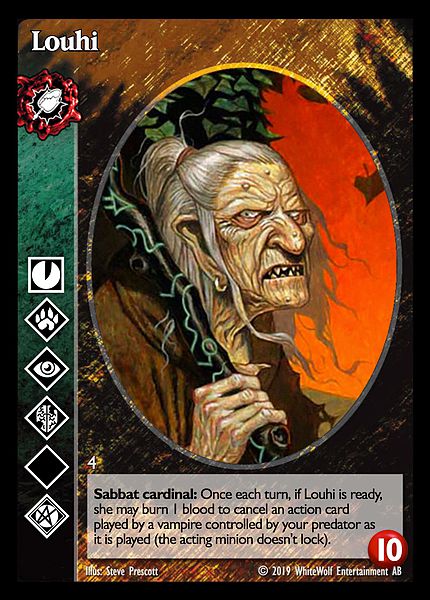 Louhi
4
Sabbat cardinal: Once each turn, if Louhi is ready,
she may burn 1 blood to cancel an action card
played by a vampire controlled by your predator as
it is played (the acting minion doesn't lock).
10
Illus: Steve Prescott © 2019 WhiteWolf Entertainment AB